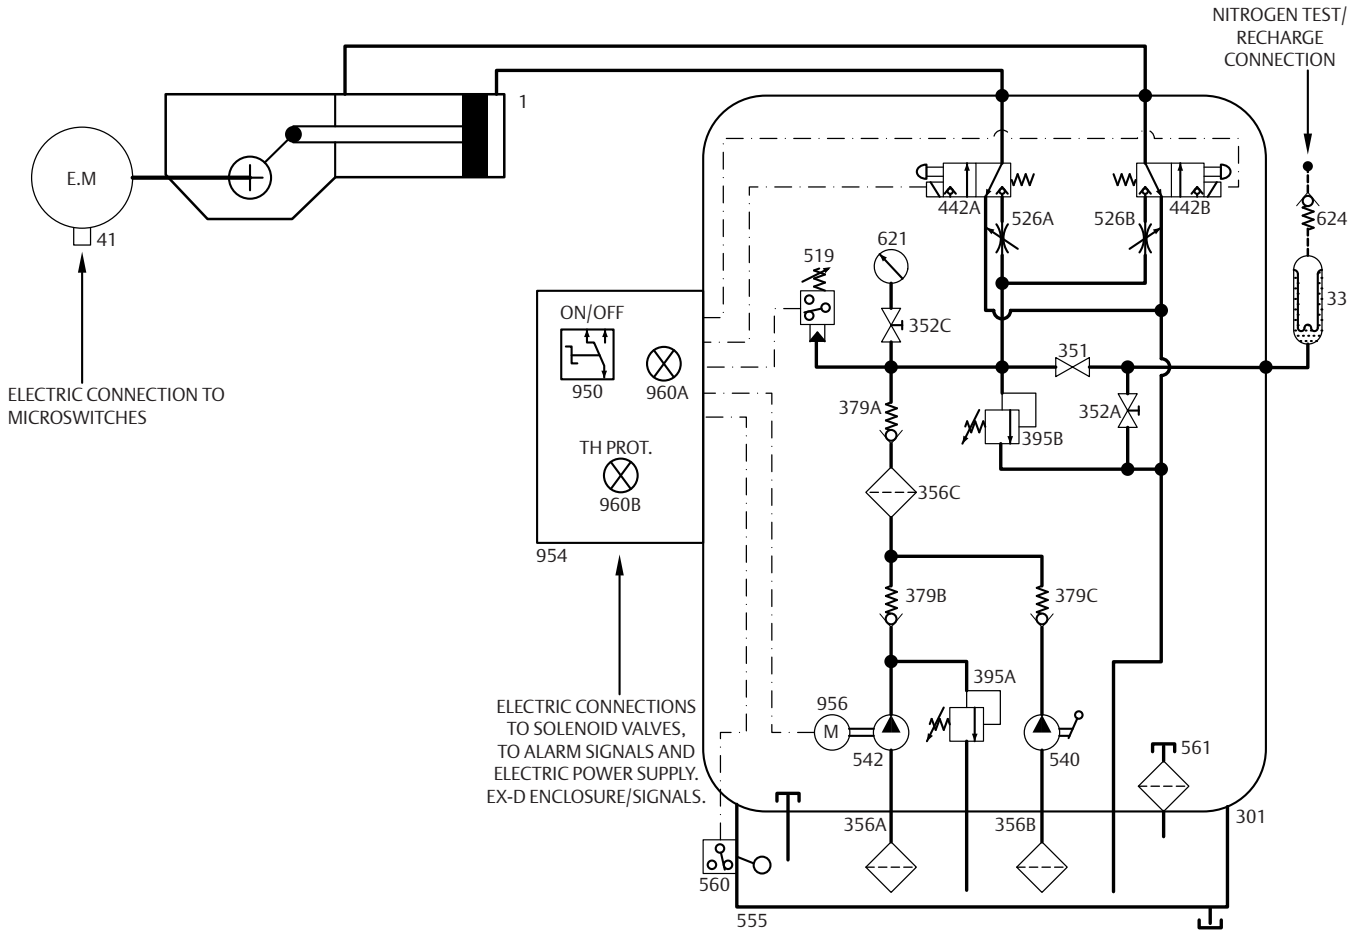 NITROGEN TEST/
RECHARGE
CONNECTION
1
E.M
41
ELECTRIC CONNECTION TO
MICROSWITCHES
442A
526A
526B
442B
624
33
621
519
352C
351
352A
379A
395B
356C
ON/OFF
950
960A
TH PROT.
960B
954
ELECTRIC CONNECTIONS
TO SOLENOID VALVES,
TO ALARM SIGNALS AND
ELECTRIC POWER SUPPLY.
EX-D ENCLOSURE/SIGNALS.
379B
379C
395A
956
M
542
540
561
356A
356B
301
560
555